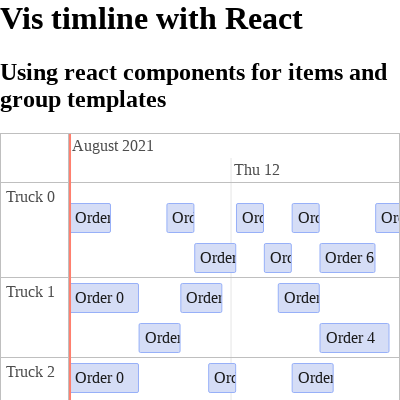 Vis timline with React
Using react components for items and
group templates
August 2021
Thu 12
Truck 0
Order Orc Orc Orc Or
Order Orc Order 6
Truck 1
Order 0 Order Order
Order Order 4
Truck 2
Order 0 Orc Order